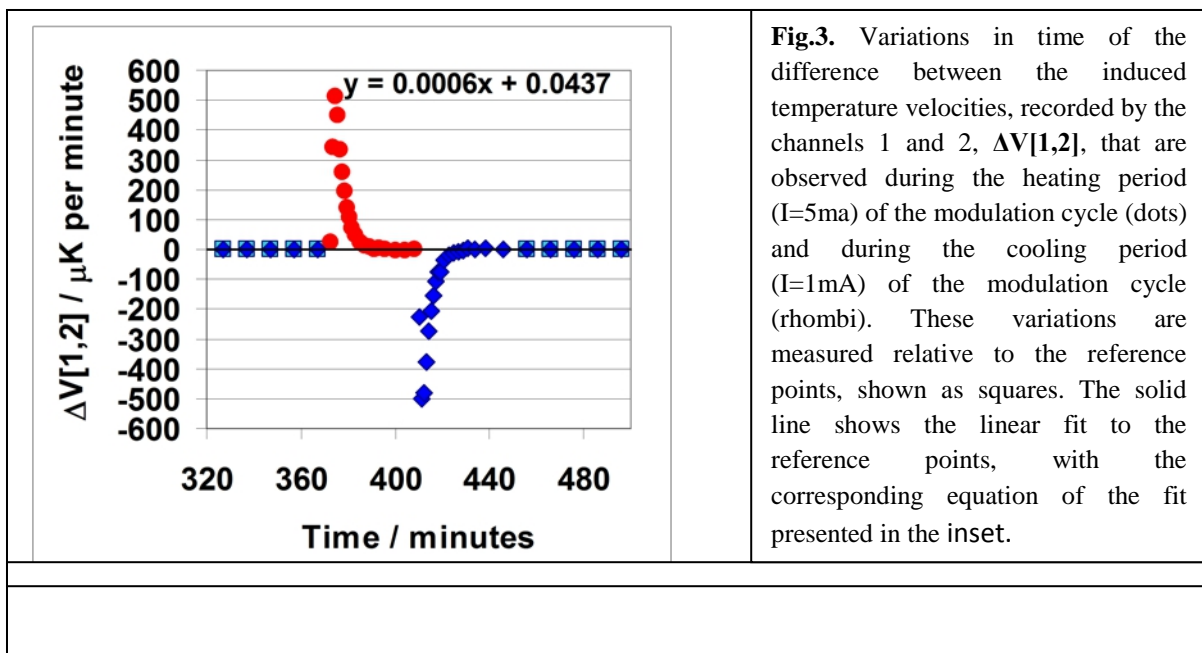 600
500
400
300
200
100
0
-100
-200
-300
-400
-500
-600
ΔV[1,2] / μK per minute
y = 0.0006x + 0.0437
320 360 400 440 480
Time / minutes
Fig.3. Variations in time of the
difference between the induced
temperature velocities, recorded by the
channels 1 and 2, ΔV[1,2], that are
observed during the heating period
(I=5ma) of the modulation cycle (dots)
and during the cooling period
(I=1mA) of the modulation cycle
(rhombi). These variations are
measured relative to the reference
points, shown as squares. The solid
line shows the linear fit to the
reference points, with the
corresponding equation of the fit
presented in the inset.